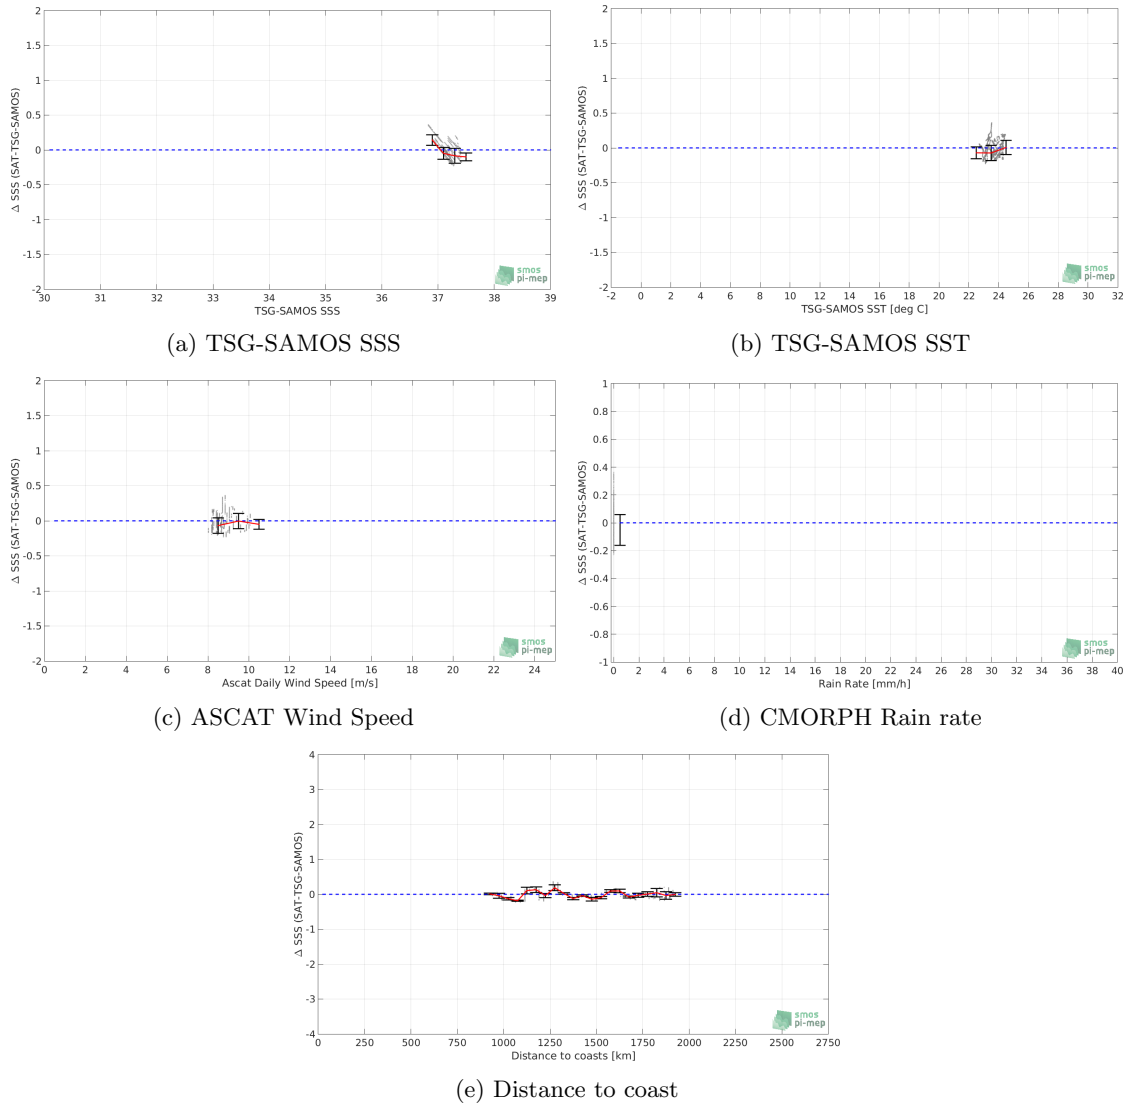 2
1.5
1
0.5
0
-0.5
-1
-1.5
-2
Δ SSS (SAT-TSG-SAMOS)
30 31 32 33 34 35 36 37 38 39
TSG-SAMOS SSS
smos
pi-mep
(a) TSG-SAMOS SSS
2
1.5
1
0.5
0
-0.5
-1
-1.5
-2
Δ SSS (SAT-TSG-SAMOS)
-2 0 2 4 6 8 10 12 14 16 18 20 22 24 26 28 30 32
TSG-SAMOS SST [deg C]
smos
pi-mep
(b) TSG-SAMOS SST
2
1.5
1
0.5
0
-0.5
-1
-1.5
-2
Δ SSS (SAT-TSG-SAMOS)
0 2 4 6 8 10 12 14 16 18 20 22 24
Ascat Daily Wind Speed [m/s]
smos
pi-mep
(c) ASCAT Wind Speed
1
0.8
0.6
0.4
0.2
0
-0.2
-0.4
-0.6
-0.8
-1
Δ SSS (SAT-TSG-SAMOS)
0 2 4 6 8 10 12 14 16 18 20 22 24 26 28 30 32 34 36 38 40
Rain Rate [mm/h]
smos
pi-mep
(d) CMORPH Rain rate
4
3
2
1
0
-1
-2
-3
-4
Δ SSS (SAT-TSG-SAMOS)
0 250 500 750 1000 1250 1500 1750 2000 2250 2500 2750
Distance to coasts [km]
smos
pi-mep
(e) Distance to coast